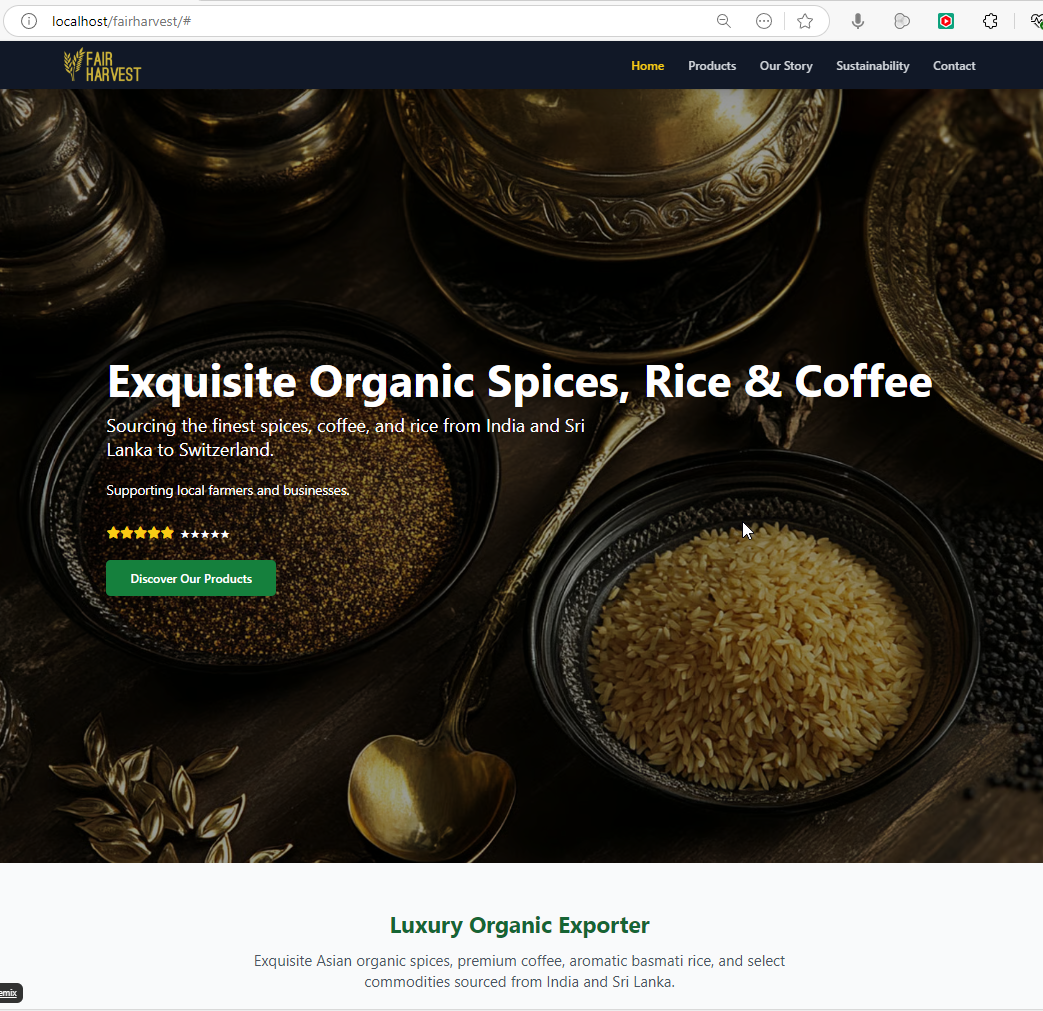 localhost/fairharvest/#
FAIR
HARVEST
Home Products Our Story Sustainability Contact
Exquisite Organic Spices, Rice & Coffee
Sourcing the finest spices, coffee, and rice from India and Sri
Lanka to Switzerland.
Supporting local farmers and businesses.
★★★★★ ★★★★★
Discover Our Products
Luxury Organic Exporter
Exquisite Asian organic spices, premium coffee, aromatic basmati rice, and select
commodities sourced from India and Sri Lanka.
emix